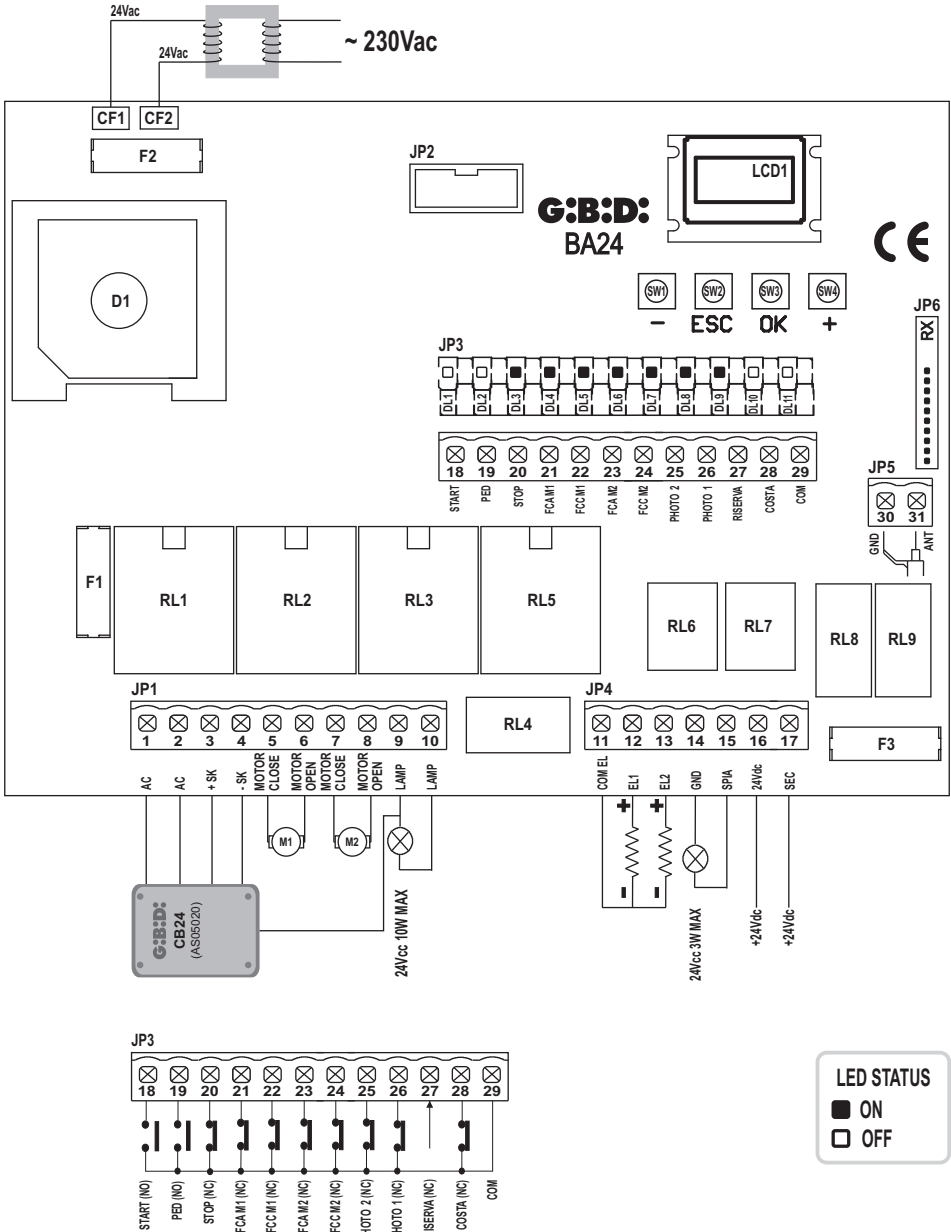 24Vac
24Vac
~ 230Vac
CF1 CF2
F2
JP2
LCD1
G:B:D:
BA24
CE
D1
SW1 SW2 SW3 SW4
- ESC OK +
JP6
RX
JP3
DL1 DL2 DL3 DL4 DL5 DL6 DL7 DL8 DL9 DL10 DL11
18 19 20 21 22 23 24 25 26 27 28 29
START PED STOP FCA M1 FCC M1 FCA M2 FCC M2 PHOTO 2 PHOTO 1 RISERVA COSTA COM
JP5
30 31
GND ANT
F1
RL1 RL2 RL3 RL5
RL6 RL7 RL8 RL9
JP1
1 2 3 4 5 6 7 8 9 10
AC AC + SK - SK MOTOR CLOSE MOTOR OPEN MOTOR CLOSE MOTOR OPEN LAMP LAMP
RL4
JP4
11 12 13 14 15 16 17
COM EL EL1 EL2 GND SPIA 24Vdc SEC
F3
M1 M2
+ +
- -
24Vcc 10W MAX
24Vcc 3W MAX
+24Vdc
+24Vdc
G:B:D:
CB24
(AS05020)
JP3
18 19 20 21 22 23 24 25 26 27 28 29
START (NO) PED (NO) STOP (NC) FCA M1 (NC) FCC M1 (NC) FCA M2 (NC) FCC M2 (NC) HOTO 2 (NC) HOTO 1 (NC) ISERVA (NC) COSTA (NC) COM
LED STATUS
ON
OFF